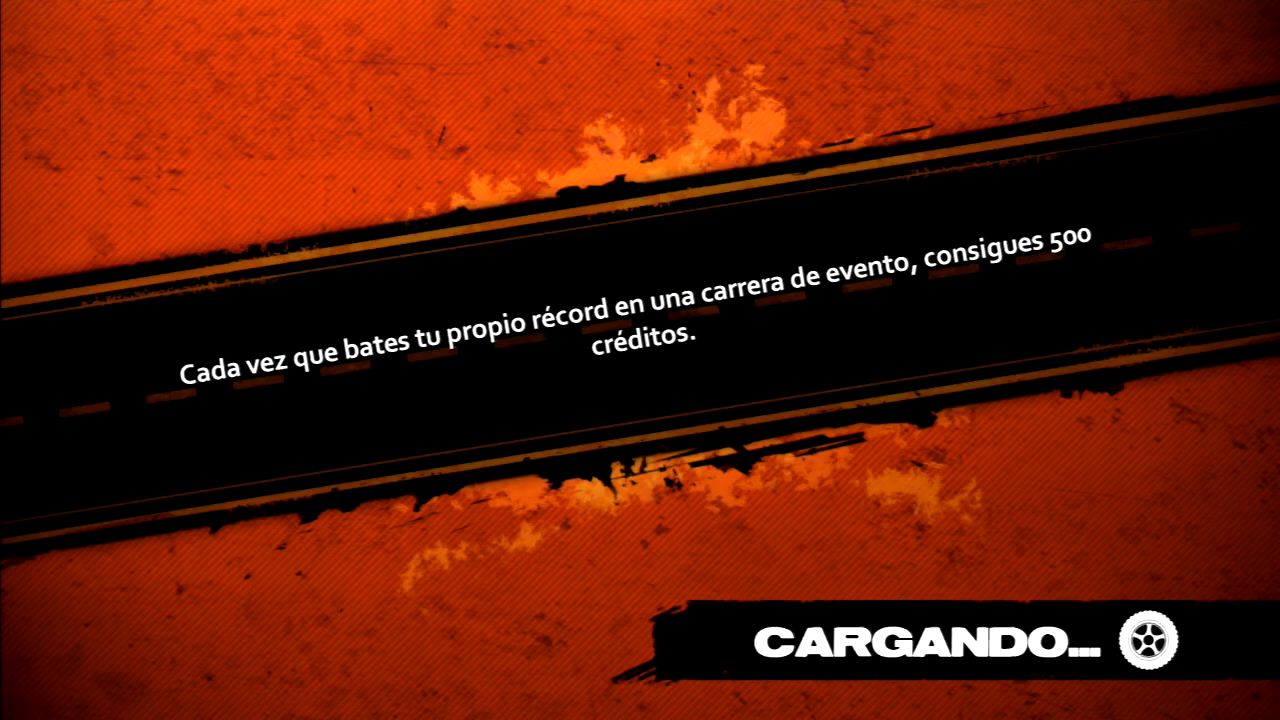 Cada vez que bates tu propio récord en una carrera de evento, consigues 500
créditos.
CARGANDO...